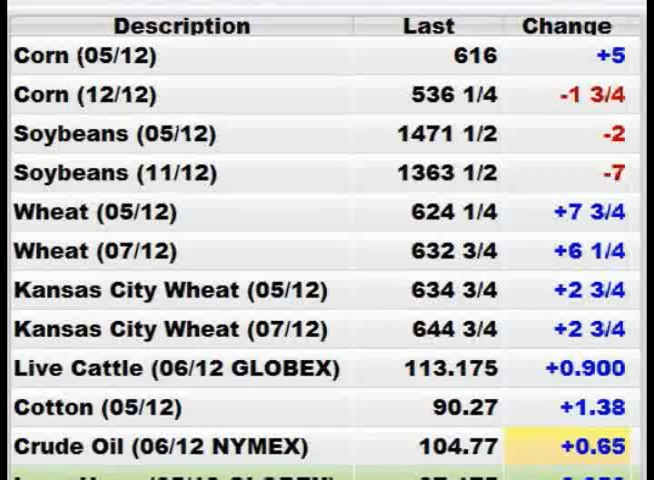 Description Last Change
Corn (05/12) 616 +5
Corn (12/12) 536 1/4 -1 3/4
Soybeans (05/12) 1471 1/2 -2
Soybeans (11/12) 1363 1/2 -7
Wheat (05/12) 624 1/4 +7 3/4
Wheat (07/12) 632 3/4 +6 1/4
Kansas City Wheat (05/12) 634 3/4 +2 3/4
Kansas City Wheat (07/12) 644 3/4 +2 3/4
Live Cattle (06/12 GLOBEX) 113.175 +0.900
Cotton (05/12) 90.27 +1.38
Crude Oil (06/12 NYMEX) 104.77 +0.65